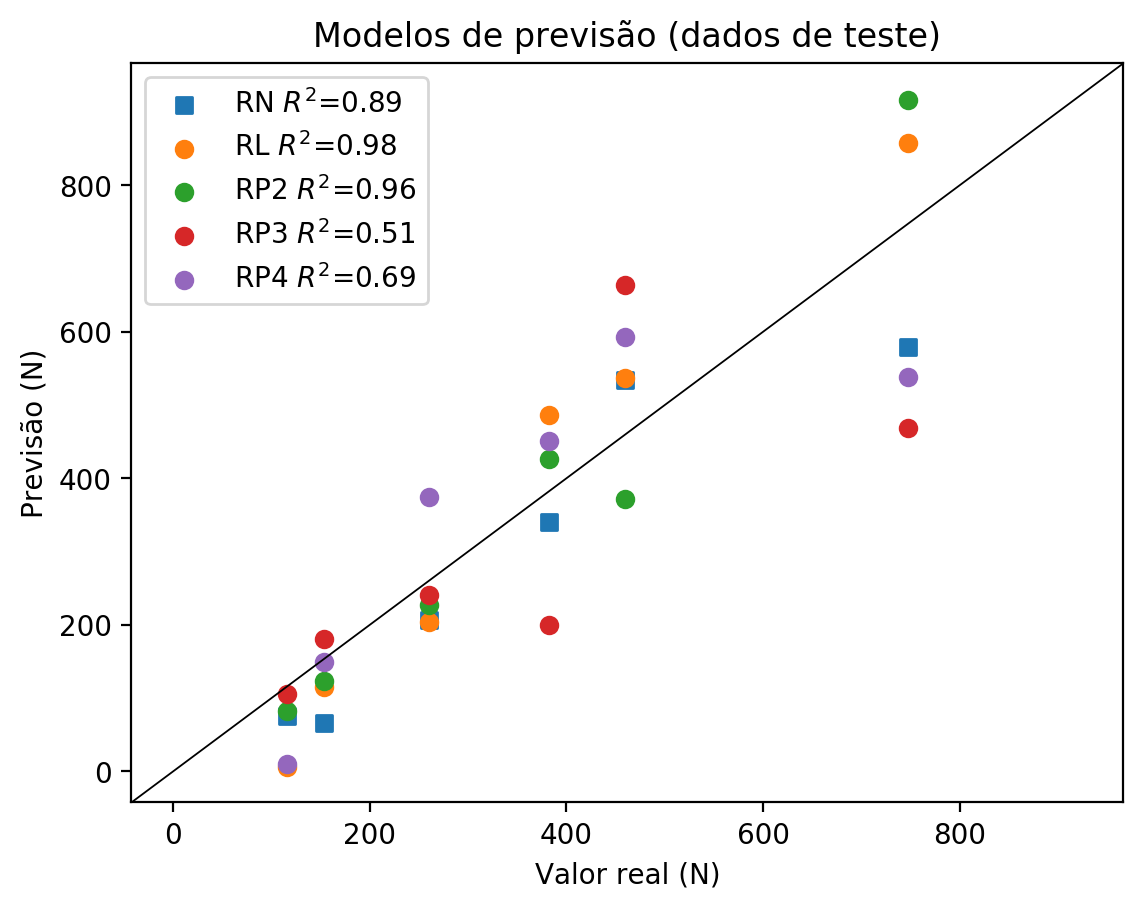 Modelos de previsão (dados de teste)
RN R²=0.89
RL R²=0.98
RP2 R²=0.96
RP3 R²=0.51
RP4 R²=0.69
800
600
400
200
0
Previsão (N)
0 200 400 600 800
Valor real (N)